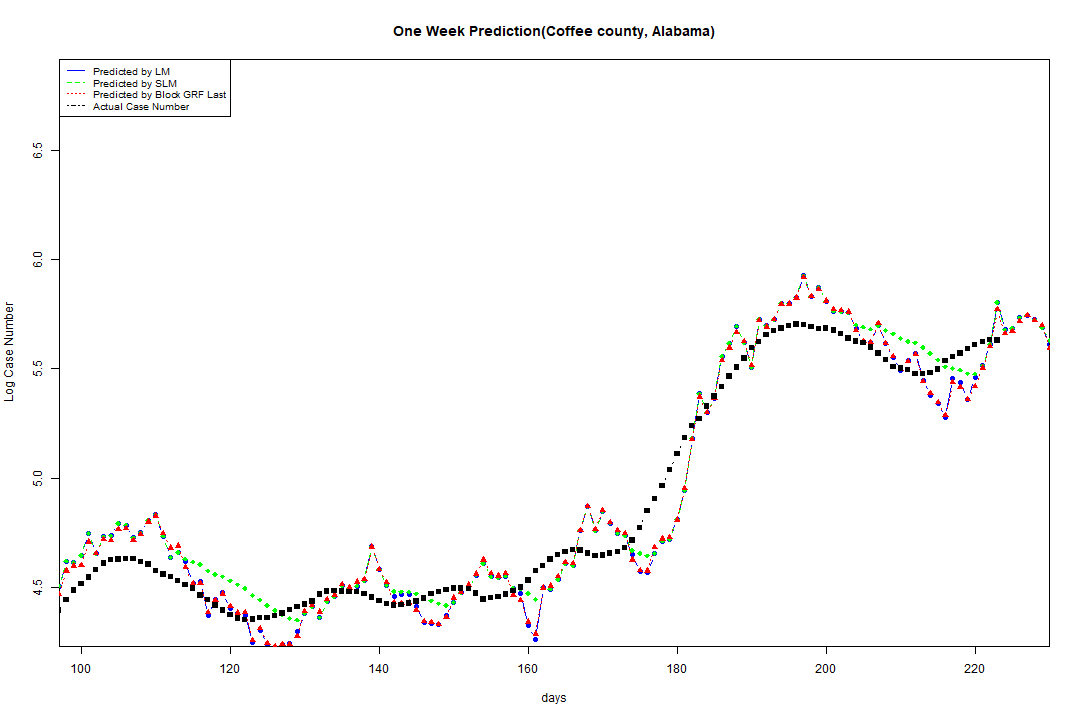 One Week Prediction(Coffee county, Alabama)
Predicted by LM
Predicted by SLM
Predicted by Block GRF Last
Actual Case Number
6.5
6.0
5.5
5.0
4.5
Log Case Number
100 120 140 160 180 200 220
days